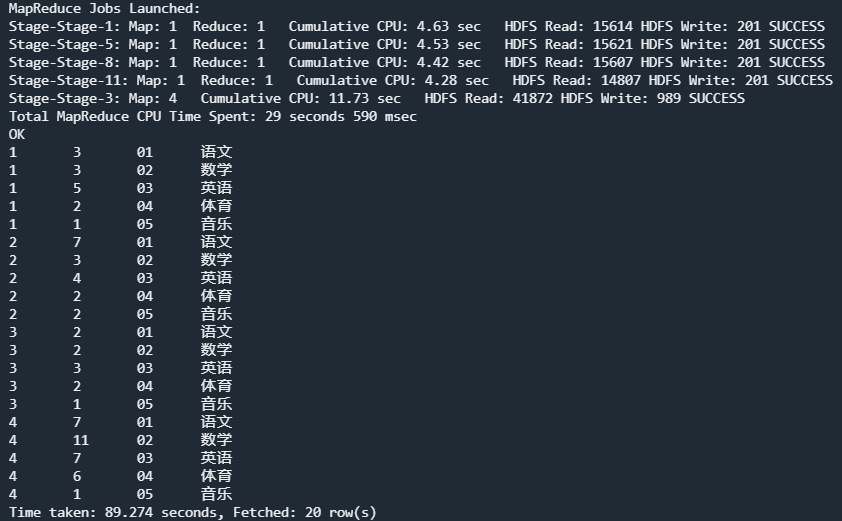 MapReduce Jobs Launched:
Stage-Stage-1: Map: 1  Reduce: 1   Cumulative CPU: 4.63 sec   HDFS Read: 15614 HDFS Write: 201 SUCCESS
Stage-Stage-5: Map: 1  Reduce: 1   Cumulative CPU: 4.53 sec   HDFS Read: 15621 HDFS Write: 201 SUCCESS
Stage-Stage-8: Map: 1  Reduce: 1   Cumulative CPU: 4.42 sec   HDFS Read: 15607 HDFS Write: 201 SUCCESS
Stage-Stage-11: Map: 1  Reduce: 1   Cumulative CPU: 4.28 sec   HDFS Read: 14807 HDFS Write: 201 SUCCESS
Stage-Stage-3: Map: 4   Cumulative CPU: 11.73 sec   HDFS Read: 41872 HDFS Write: 989 SUCCESS
Total MapReduce CPU Time Spent: 29 seconds 590 msec
OK
1       3       01      语文
1       3       02      数学
1       5       03      英语
1       2       04      体育
1       1       05      音乐
2       7       01      语文
2       3       02      数学
2       4       03      英语
2       2       04      体育
2       2       05      音乐
3       2       01      语文
3       2       02      数学
3       3       03      英语
3       2       04      体育
3       1       05      音乐
4       7       01      语文
4       11      02      数学
4       7       03      英语
4       6       04      体育
4       1       05      音乐
Time taken: 89.274 seconds, Fetched: 20 row(s)